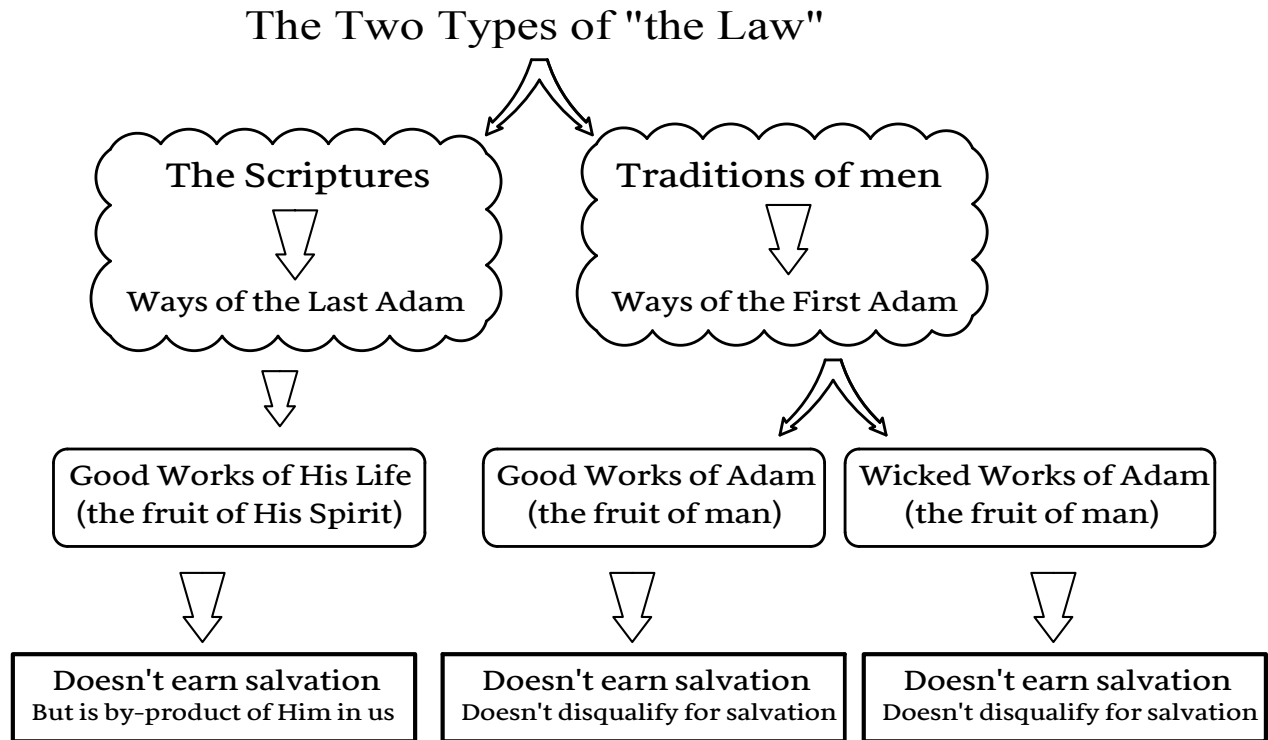 The Two Types of "the Law"
The Scriptures
Ways of the Last Adam
Traditions of men
Ways of the First Adam
Good Works of His Life
(the fruit of His Spirit)
Good Works of Adam
(the fruit of man)
Wicked Works of Adam
(the fruit of man)
Doesn't earn salvation
But is by-product of Him in us
Doesn't earn salvation
Doesn't disqualify for salvation
Doesn't earn salvation
Doesn't disqualify for salvation